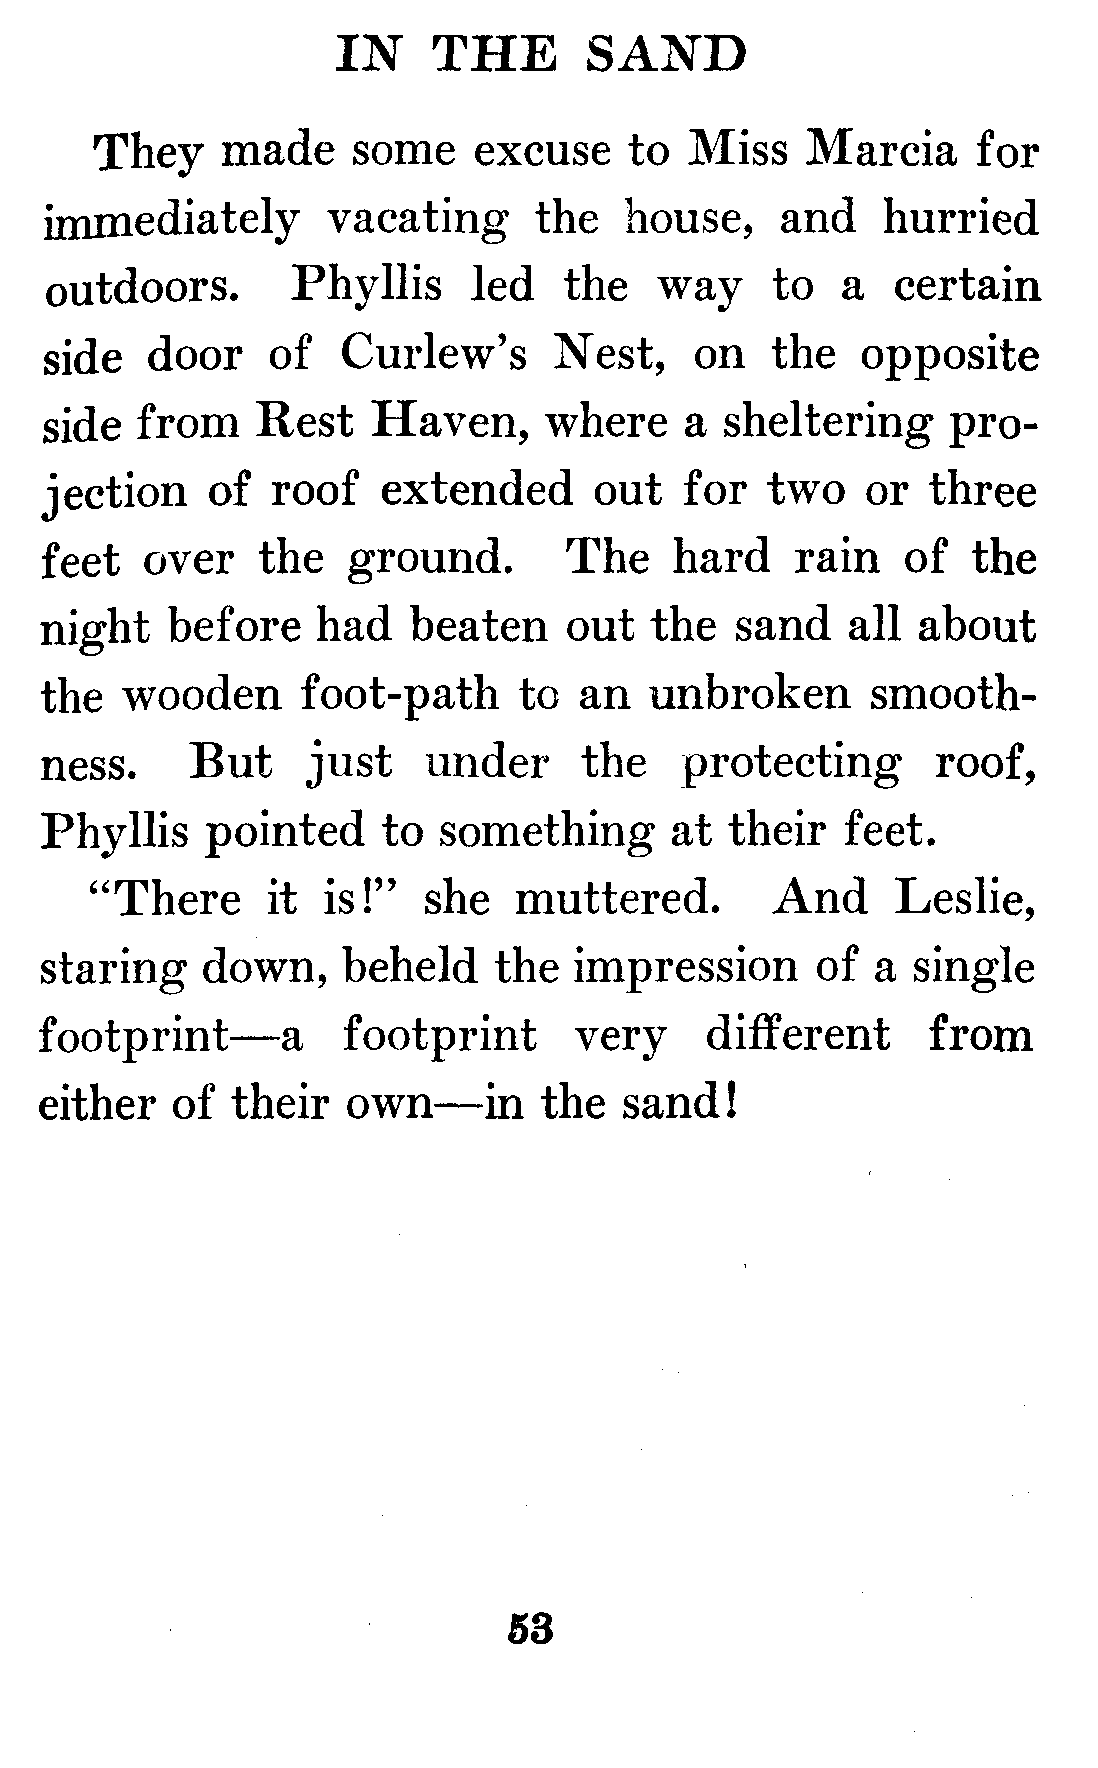 IN THE SAND
They made some excuse to Miss Marcia for
immediately vacating the house, and hurried
outdoors. Phyllis led the way to a certain
side door of Curlew's Nest, on the opposite
side from Rest Haven, where a sheltering pro-
jection of roof extended out for two or three
feet over the ground. The hard rain of the
night before had beaten out the sand all about
the wooden foot-path to an unbroken smooth-
ness. But just under the protecting roof,
Phyllis pointed to something at their feet.
“There it is!” she muttered. And Leslie,
staring down, beheld the impression of a single
footprint—a footprint very different from
either of their own—in the sand!
53